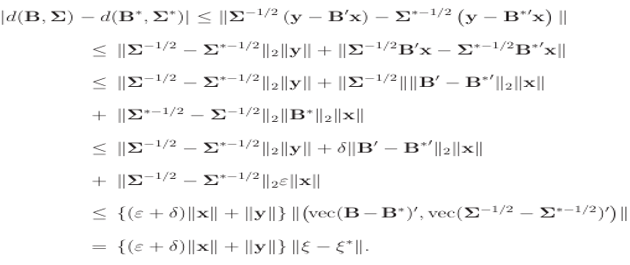 |d(𝐁, 𝚺) − d(𝐁*, 𝚺*)| ≤ ‖𝚺^{−1/2} (𝐲 − 𝐁′𝐱) − 𝚺^{*−1/2} (𝐲 − 𝐁^{*′}𝐱) ‖
≤ ‖𝚺^{−1/2} − 𝚺^{*−1/2}‖₂‖𝐲‖ + ‖𝚺^{−1/2}𝐁′𝐱 − 𝚺^{*−1/2}𝐁^{*′}𝐱‖
≤ ‖𝚺^{−1/2} − 𝚺^{*−1/2}‖₂‖𝐲‖ + ‖𝚺^{−1/2}‖‖𝐁′ − 𝐁^{*′}‖₂‖𝐱‖
+ ‖𝚺^{*−1/2} − 𝚺^{−1/2}‖₂‖𝐁*‖₂‖𝐱‖
≤ ‖𝚺^{−1/2} − 𝚺^{*−1/2}‖₂‖𝐲‖ + δ‖𝐁′ − 𝐁^{*′}‖₂‖𝐱‖
+ ‖𝚺^{−1/2} − 𝚺^{*−1/2}‖₂ε‖𝐱‖
≤ {(ε + δ)‖𝐱‖ + ‖𝐲‖} ‖(vec(𝐁 − 𝐁*)′, vec(𝚺^{−1/2} − 𝚺^{*−1/2})′)‖
= {(ε + δ)‖𝐱‖ + ‖𝐲‖} ‖ξ − ξ*‖.